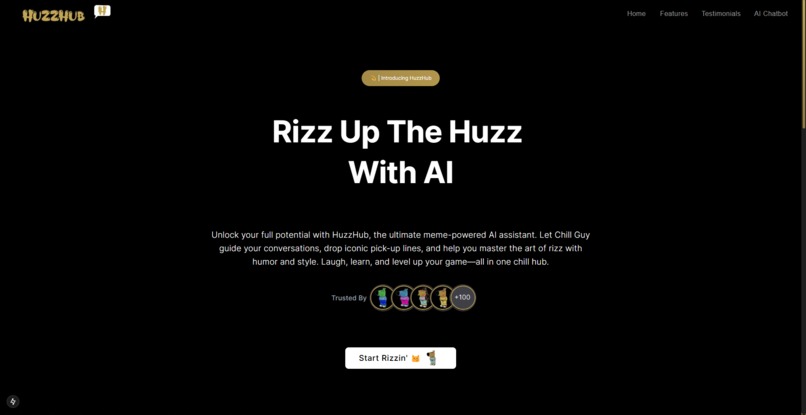 HUZZHUB
H
Home Features Testimonials AI Chatbot
| Introducing HuzzHub
Rizz Up The Huzz
With AI
Unlock your full potential with HuzzHub, the ultimate meme-powered AI assistant. Let Chill Guy
guide your conversations, drop iconic pick-up lines, and help you master the art of rizz with
humor and style. Laugh, learn, and level up your game—all in one chill hub.
Trusted By +100
Start Rizzin'